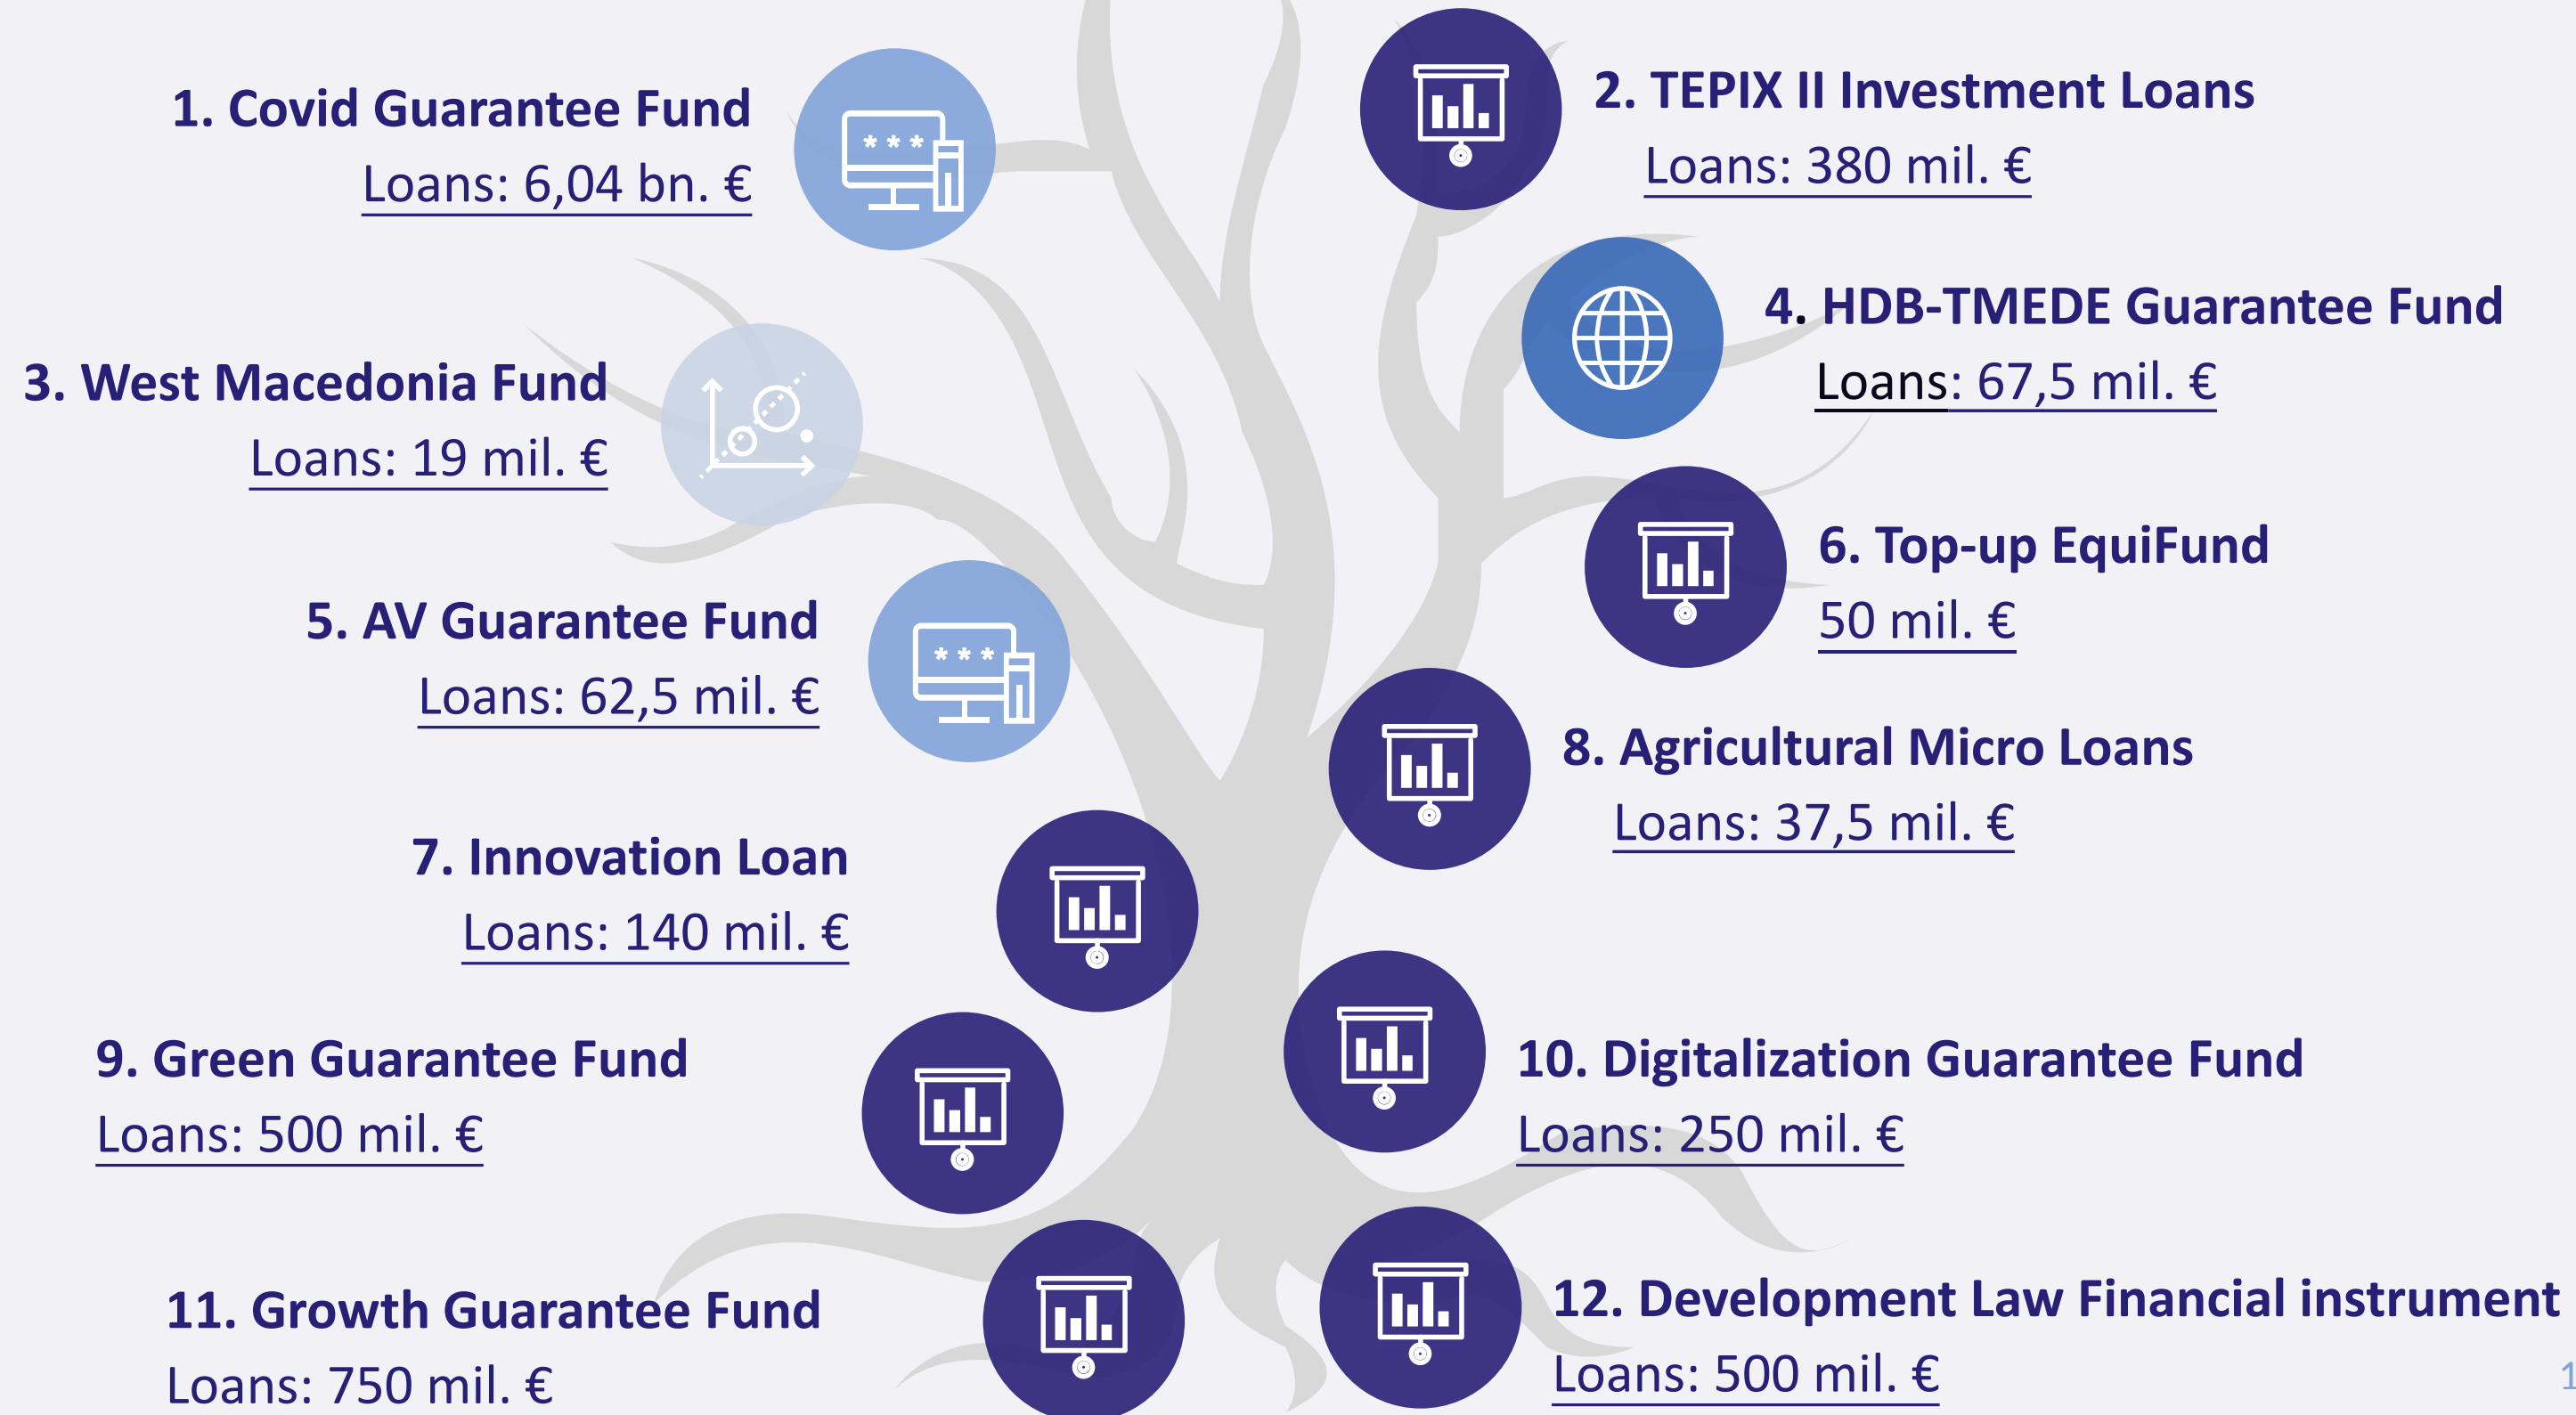 1. Covid Guarantee Fund
Loans: 6,04 bn. €
2. TEPIX II Investment Loans
Loans: 380 mil. €
3. West Macedonia Fund
Loans: 19 mil. €
4. HDB-TMEDE Guarantee Fund
Loans: 67,5 mil. €
5. AV Guarantee Fund
Loans: 62,5 mil. €
6. Top-up EquiFund
50 mil. €
7. Innovation Loan
Loans: 140 mil. €
8. Agricultural Micro Loans
Loans: 37,5 mil. €
9. Green Guarantee Fund
Loans: 500 mil. €
10. Digitalization Guarantee Fund
Loans: 250 mil. €
11. Growth Guarantee Fund
Loans: 750 mil. €
12. Development Law Financial instrument
Loans: 500 mil. €